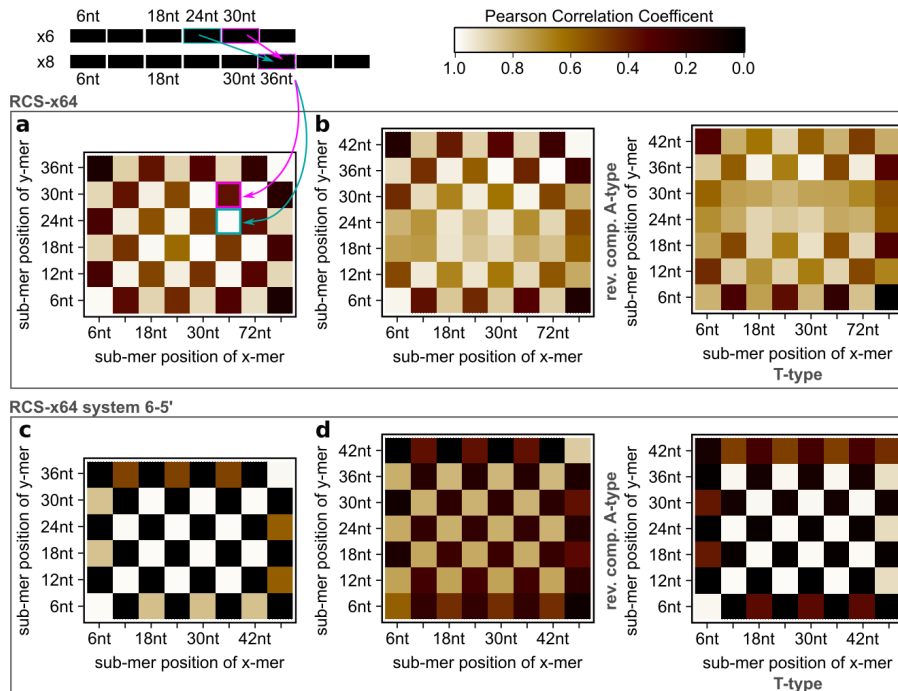 6nt 18nt 24nt 30nt
x6
x8
6nt 18nt 30nt 36nt
Pearson Correlation Coefficent
1.0 0.8 0.6 0.4 0.2 0.0
RCS-x64
a
sub-mer position of y-mer
36nt
30nt
24nt
18nt
12nt
6nt
6nt 18nt 30nt 72nt
sub-mer position of x-mer
b
sub-mer position of y-mer
42nt
36nt
30nt
24nt
18nt
12nt
6nt
6nt 18nt 30nt 72nt
sub-mer position of x-mer
rev. comp. A-type
sub-mer position of y-mer
42nt
36nt
30nt
24nt
18nt
12nt
6nt
6nt 18nt 30nt 72nt
sub-mer position of x-mer
T-type
RCS-x64 system 6-5'
c
sub-mer position of y-mer
36nt
30nt
24nt
18nt
12nt
6nt
6nt 18nt 30nt 42nt
sub-mer position of x-mer
d
sub-mer position of y-mer
42nt
36nt
30nt
24nt
18nt
12nt
6nt
6nt 18nt 30nt 42nt
sub-mer position of x-mer
rev. comp. A-type
sub-mer position of y-mer
42nt
36nt
30nt
24nt
18nt
12nt
6nt
6nt 18nt 30nt 42nt
sub-mer position of x-mer
T-type